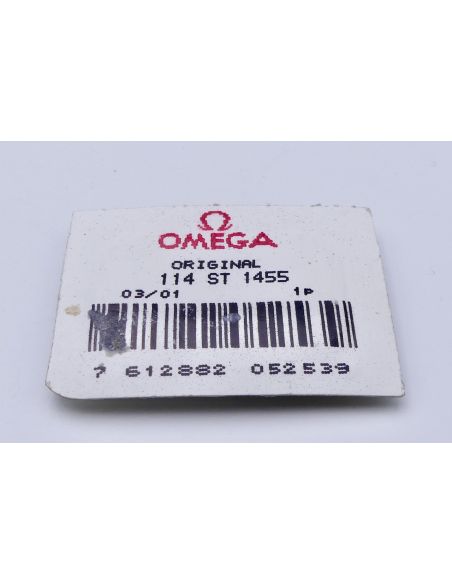 Ω
OMEGA
ORIGINAL
114 ST 1455
03/01 1P
7 612882 052539